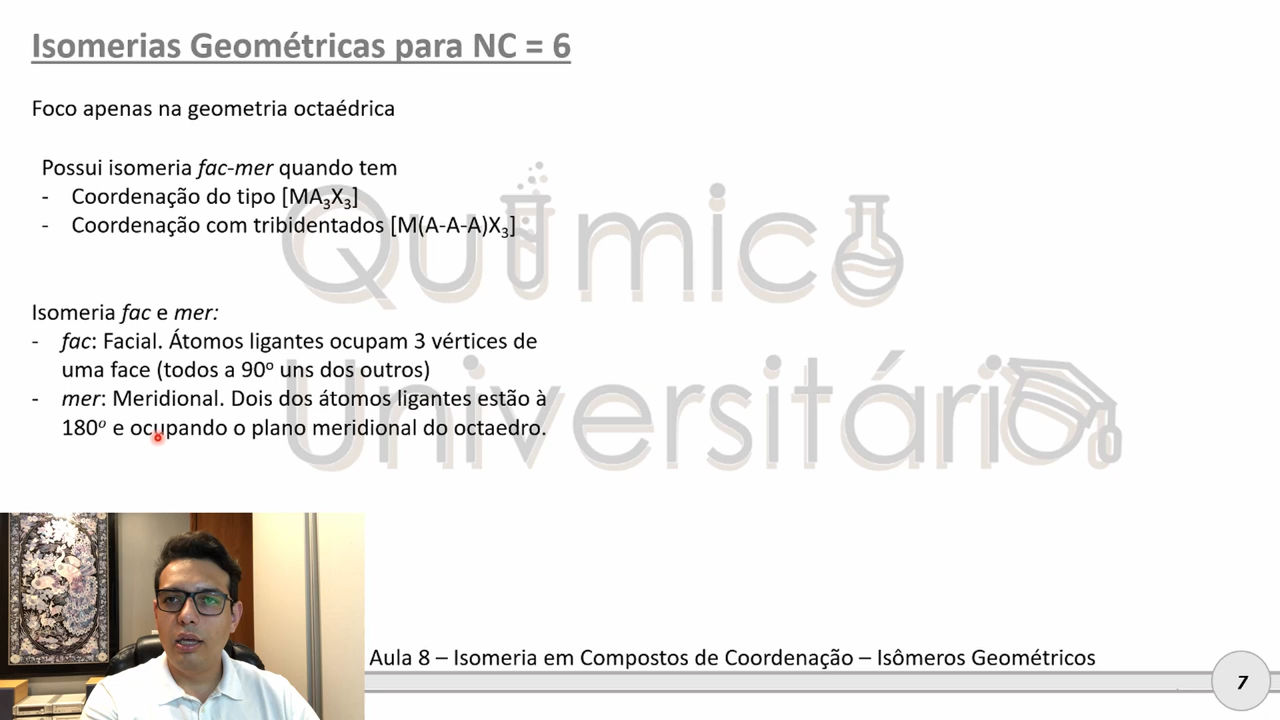 Isomerias Geométricas para NC = 6
Foco apenas na geometria octaédrica
Possui isomeria fac-mer quando tem
- Coordenação do tipo [MA₃X₃]
- Coordenação com tribidentados [M(A-A-A)X₃]
Químico
Universitário
Isomeria fac e mer:
- fac: Facial. Átomos ligantes ocupam 3 vértices de
uma face (todos a 90º uns dos outros)
- mer: Meridional. Dois dos átomos ligantes estão à
180º e ocupando o plano meridional do octaedro.
Aula 8 – Isomeria em Compostos de Coordenação – Isômeros Geométricos
7